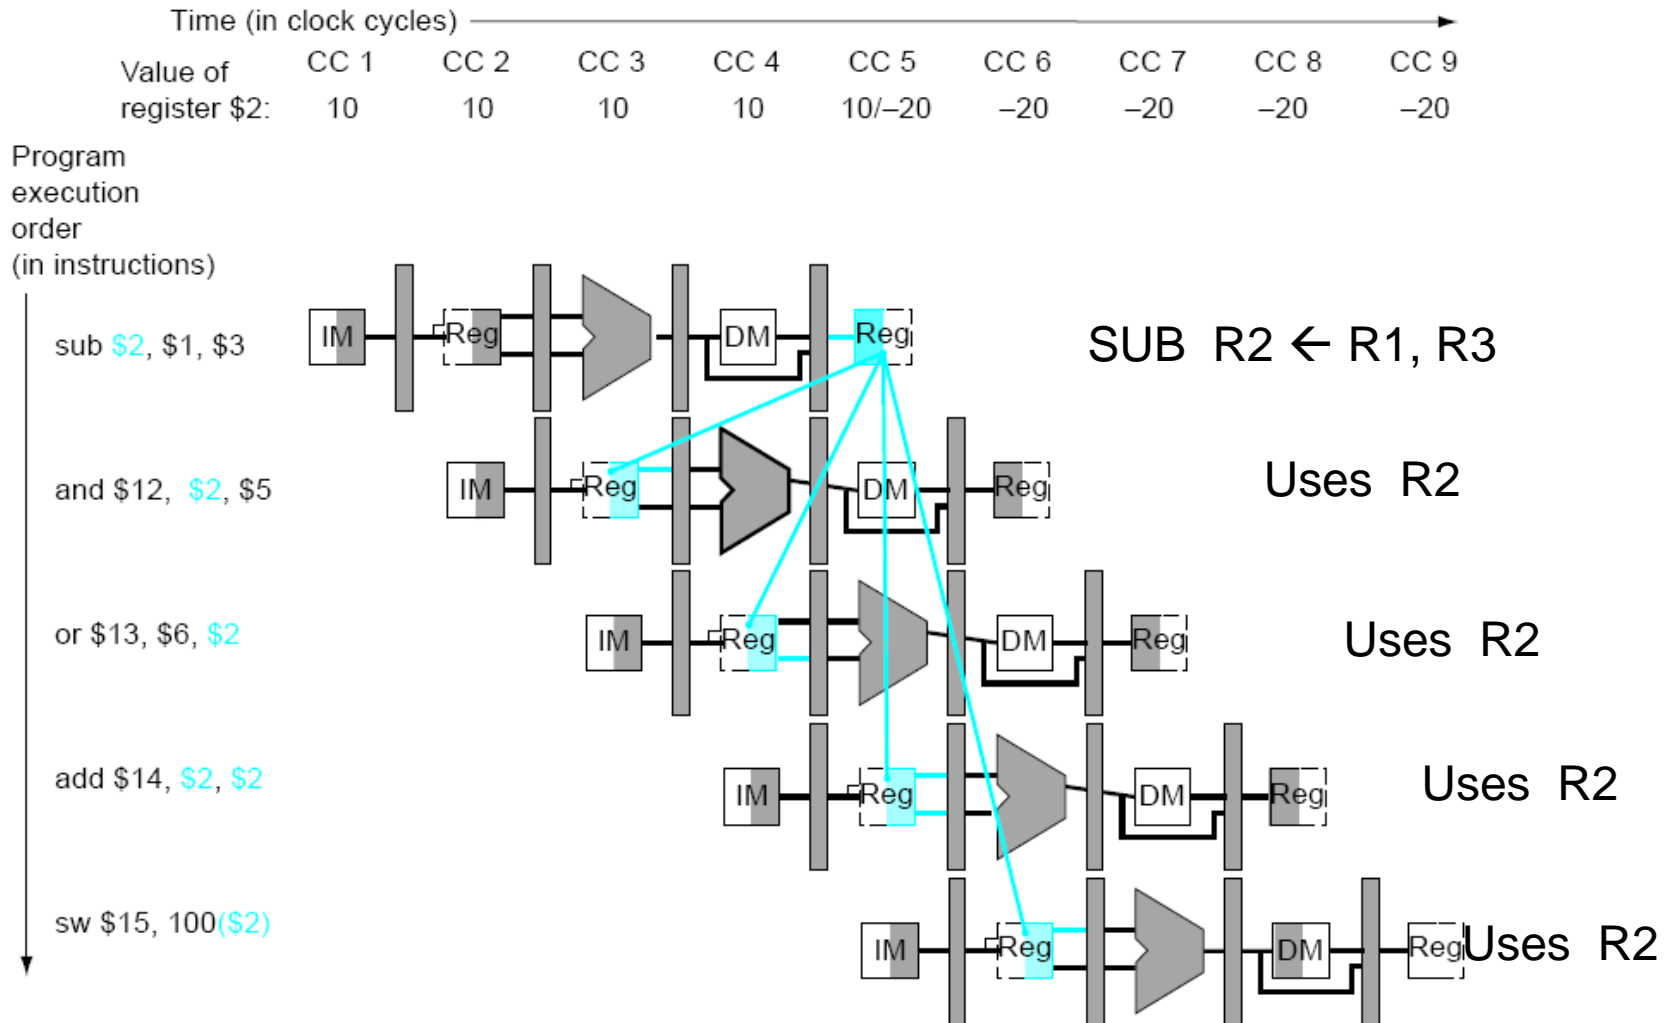 Time (in clock cycles)
CC 1 CC 2 CC 3 CC 4 CC 5 CC 6 CC 7 CC 8 CC 9
Value of
register $2: 10 10 10 10 10/–20 –20 –20 –20 –20
Program
execution
order
(in instructions)
sub $2, $1, $3 IM Reg DM Reg SUB R2 ← R1, R3
and $12, $2, $5 IM Reg DM Reg Uses R2
or $13, $6, $2 IM Reg DM Reg Uses R2
add $14, $2, $2 IM Reg DM Reg Uses R2
sw $15, 100($2) IM Reg DM Reg Uses R2